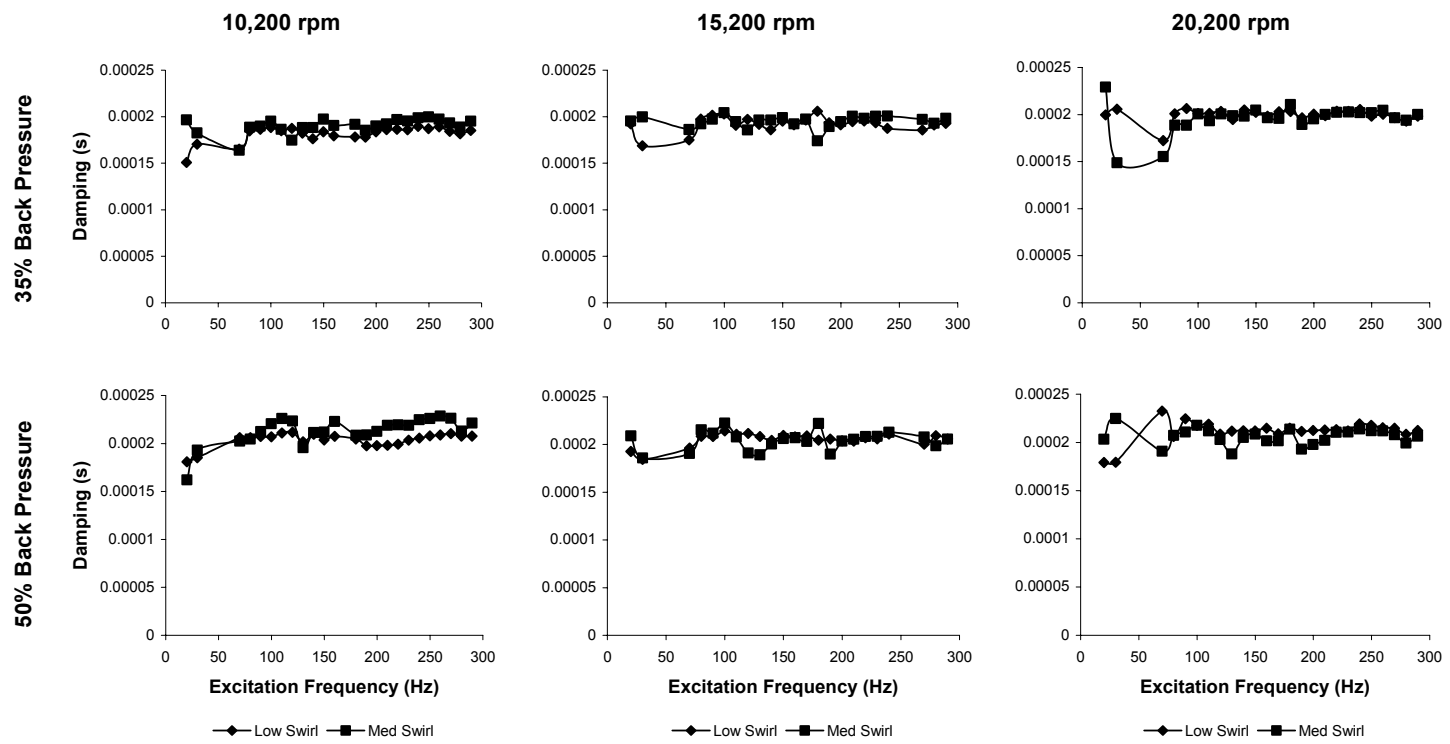 10,200 rpm
15,200 rpm
20,200 rpm
35% Back Pressure
Damping (s)
0.00025
0.0002
0.00015
0.0001
0.00005
0
0 50 100 150 200 250 300
0.00025
0.0002
0.00015
0.0001
0.00005
0
0 50 100 150 200 250 300
0.00025
0.0002
0.00015
0.0001
0.00005
0
0 50 100 150 200 250 300
50% Back Pressure
Damping (s)
0.00025
0.0002
0.00015
0.0001
0.00005
0
0 50 100 150 200 250 300
Excitation Frequency (Hz)
Low Swirl Med Swirl
0.00025
0.0002
0.00015
0.0001
0.00005
0
0 50 100 150 200 250 300
Excitation Frequency (Hz)
Low Swirl Med Swirl
0.00025
0.0002
0.00015
0.0001
0.00005
0
0 50 100 150 200 250 300
Excitation Frequency (Hz)
Low Swirl Med Swirl